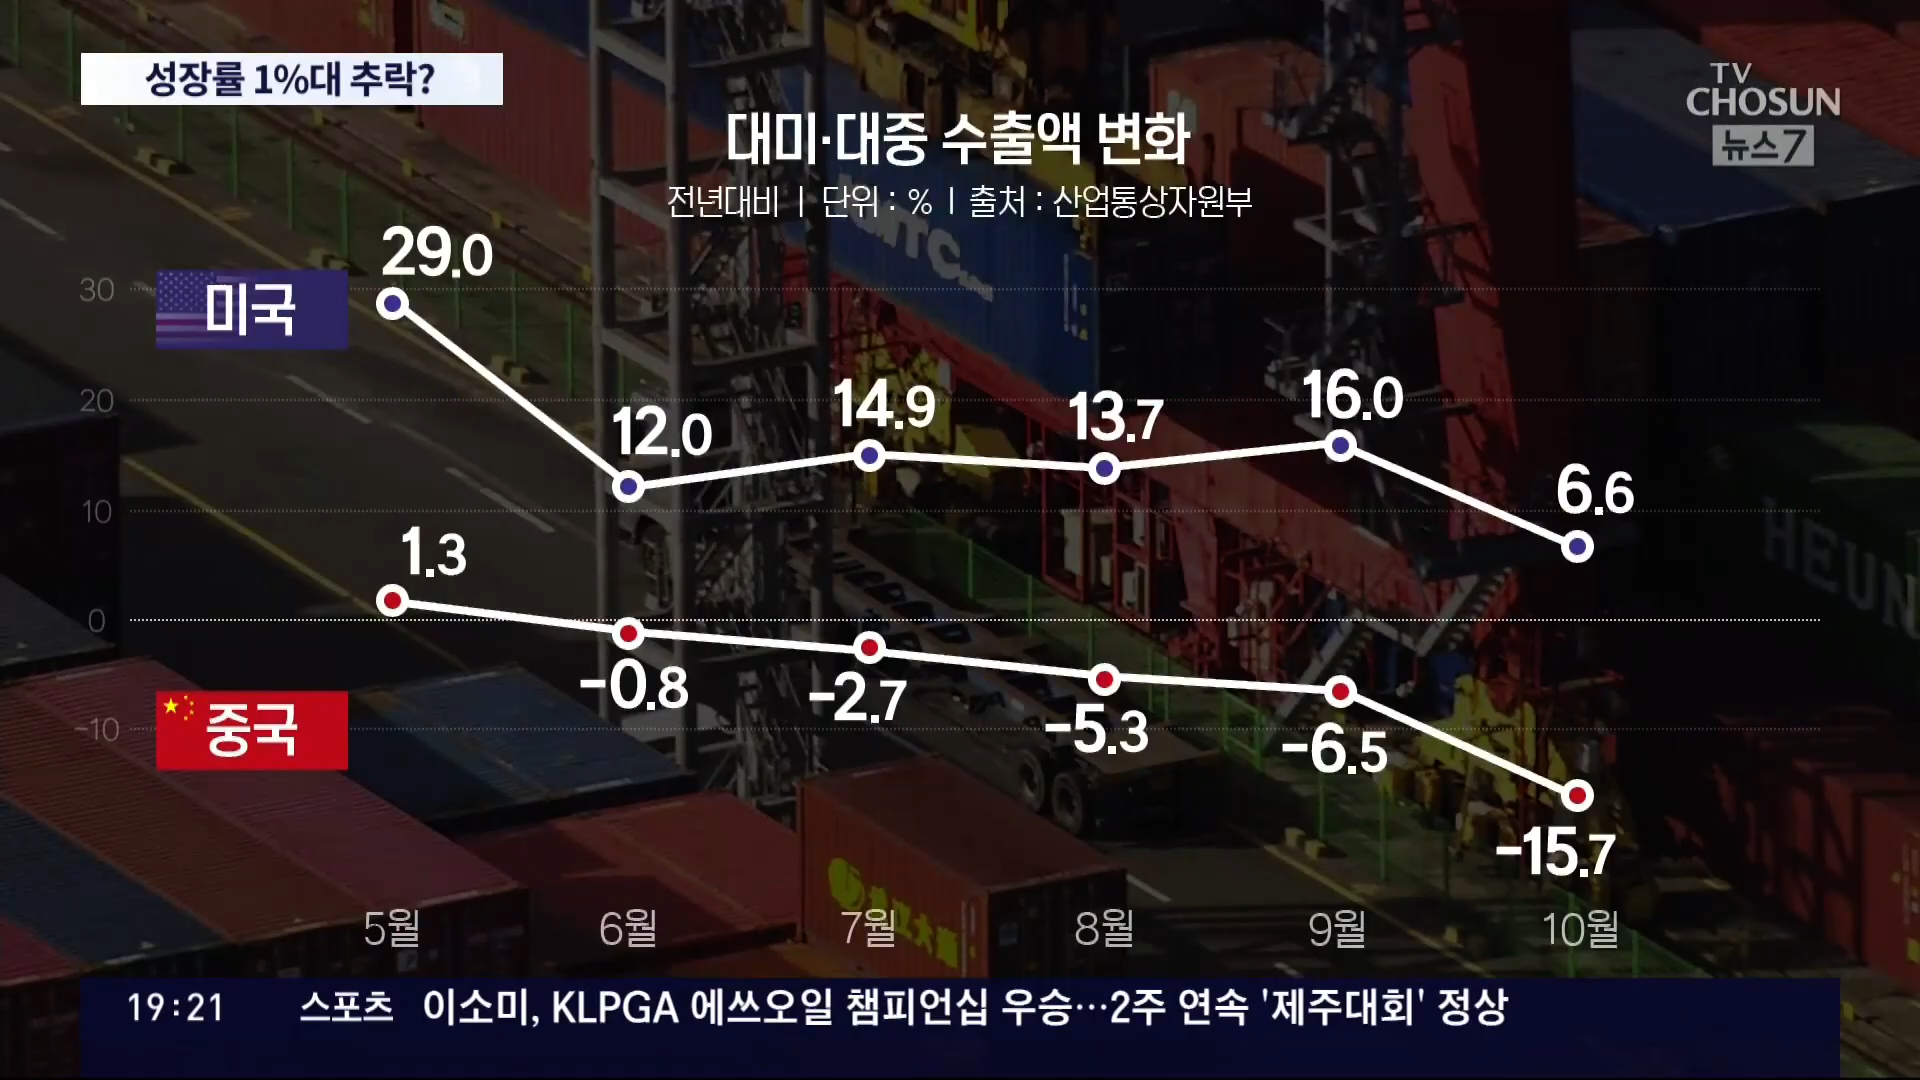 성장률 1%대 추락?
TV
CHOSUN
뉴스7
대미·대중 수출액 변화
전년대비 | 단위 : % | 출처 : 산업통상자원부
미국
30
20
10
0
-10
29.0
12.0
14.9
13.7
16.0
6.6
중국
1.3
-0.8
-2.7
-5.3
-6.5
-15.7
5월
6월
7월
8월
9월
10월
19:21 스포츠 이소미, KLPGA 에쓰오일 챔피언십 우승…2주 연속 '제주대회' 정상